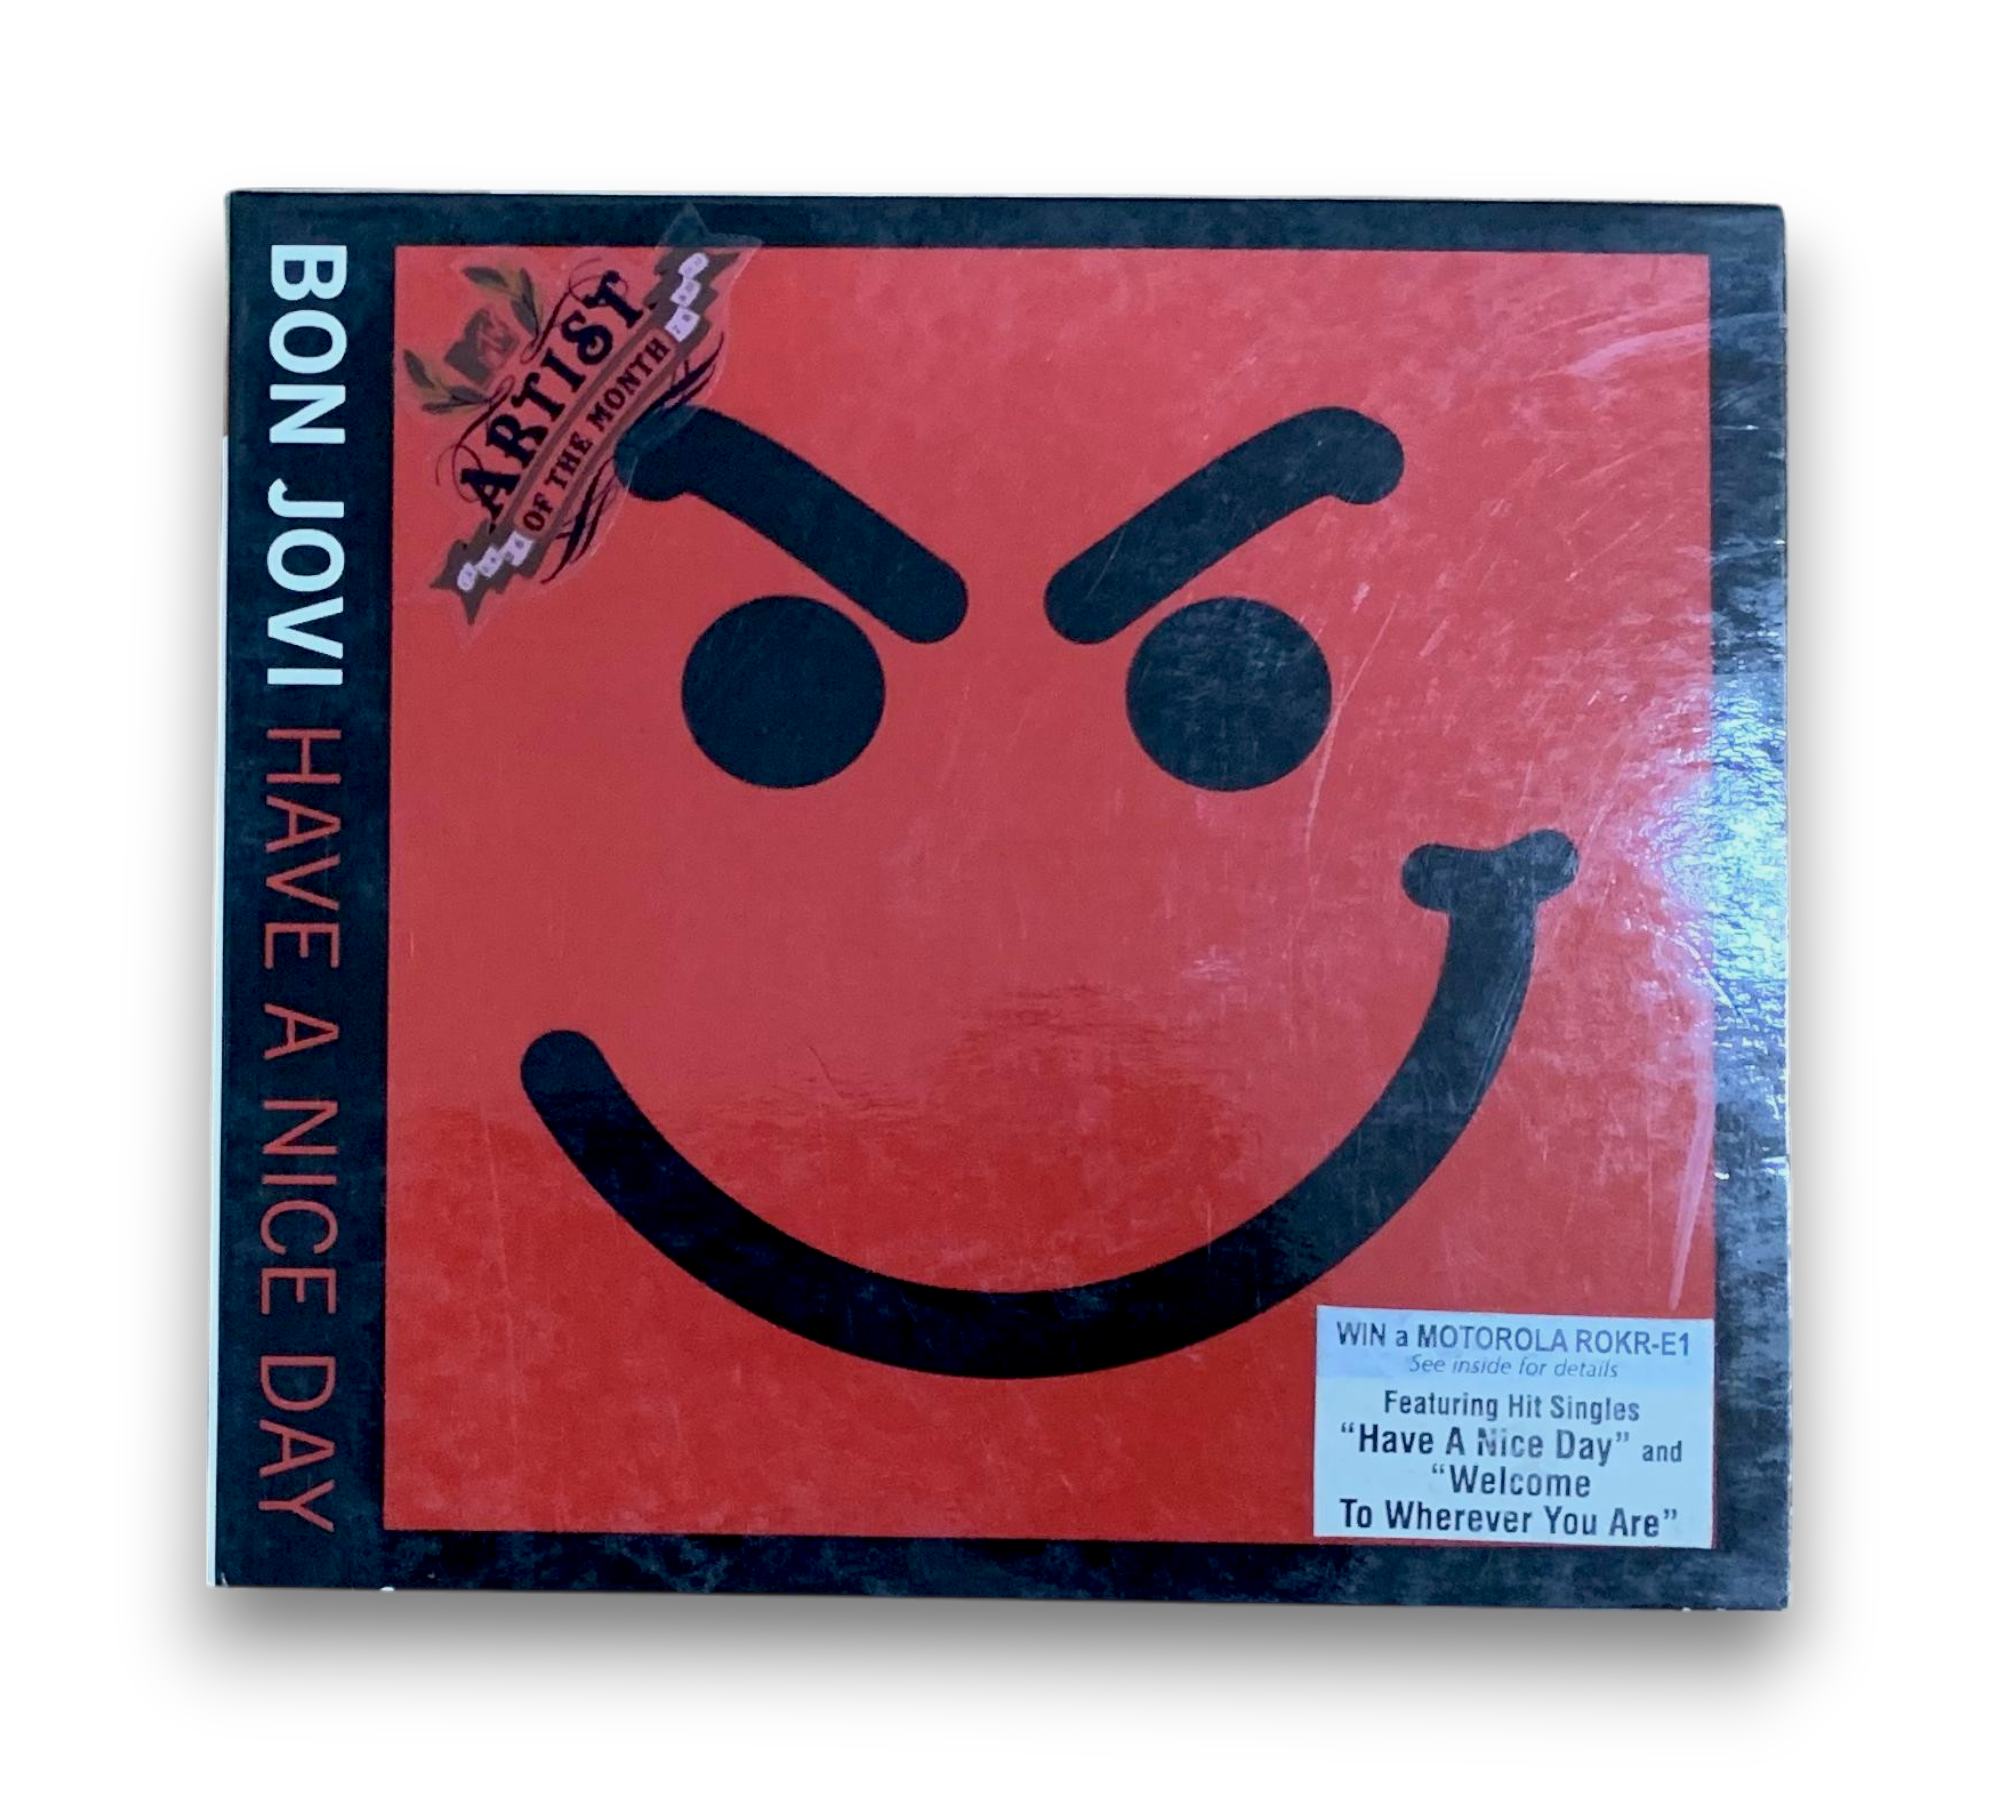 BON JOVI HAVE A NICE DAY
ARTIST
OF THE MONTH
WIN a MOTOROLA ROKR-E1
See inside for details
Featuring Hit Singles
“Have A Nice Day” and
“Welcome
To Wherever You Are”